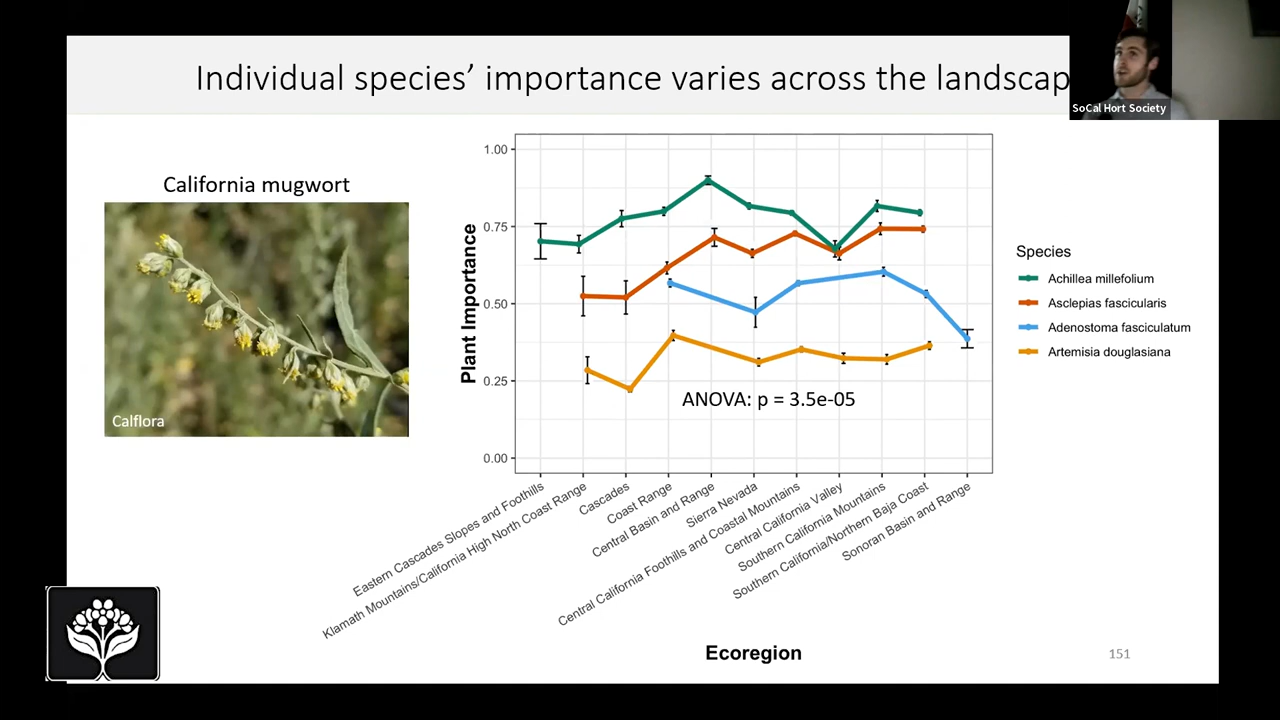 Individual species’ importance varies across the landscap
SoCal Hort Society
California mugwort
Calflora
Plant Importance
1.00
0.75
0.50
0.25
0.00
ANOVA: p = 3.5e-05
Species
Achillea millefolium
Asclepias fascicularis
Adenostoma fasciculatum
Artemisia douglasiana
Eastern Cascades Slopes and Foothills
Klamath Mountains/California High North Coast Range
Cascades
Coast Range
Central Basin and Range
Sierra Nevada
Central California Foothills and Coastal Mountains
Central California Valley
Southern California Mountains
Southern California/Northern Baja Coast
Sonoran Basin and Range
Ecoregion
151